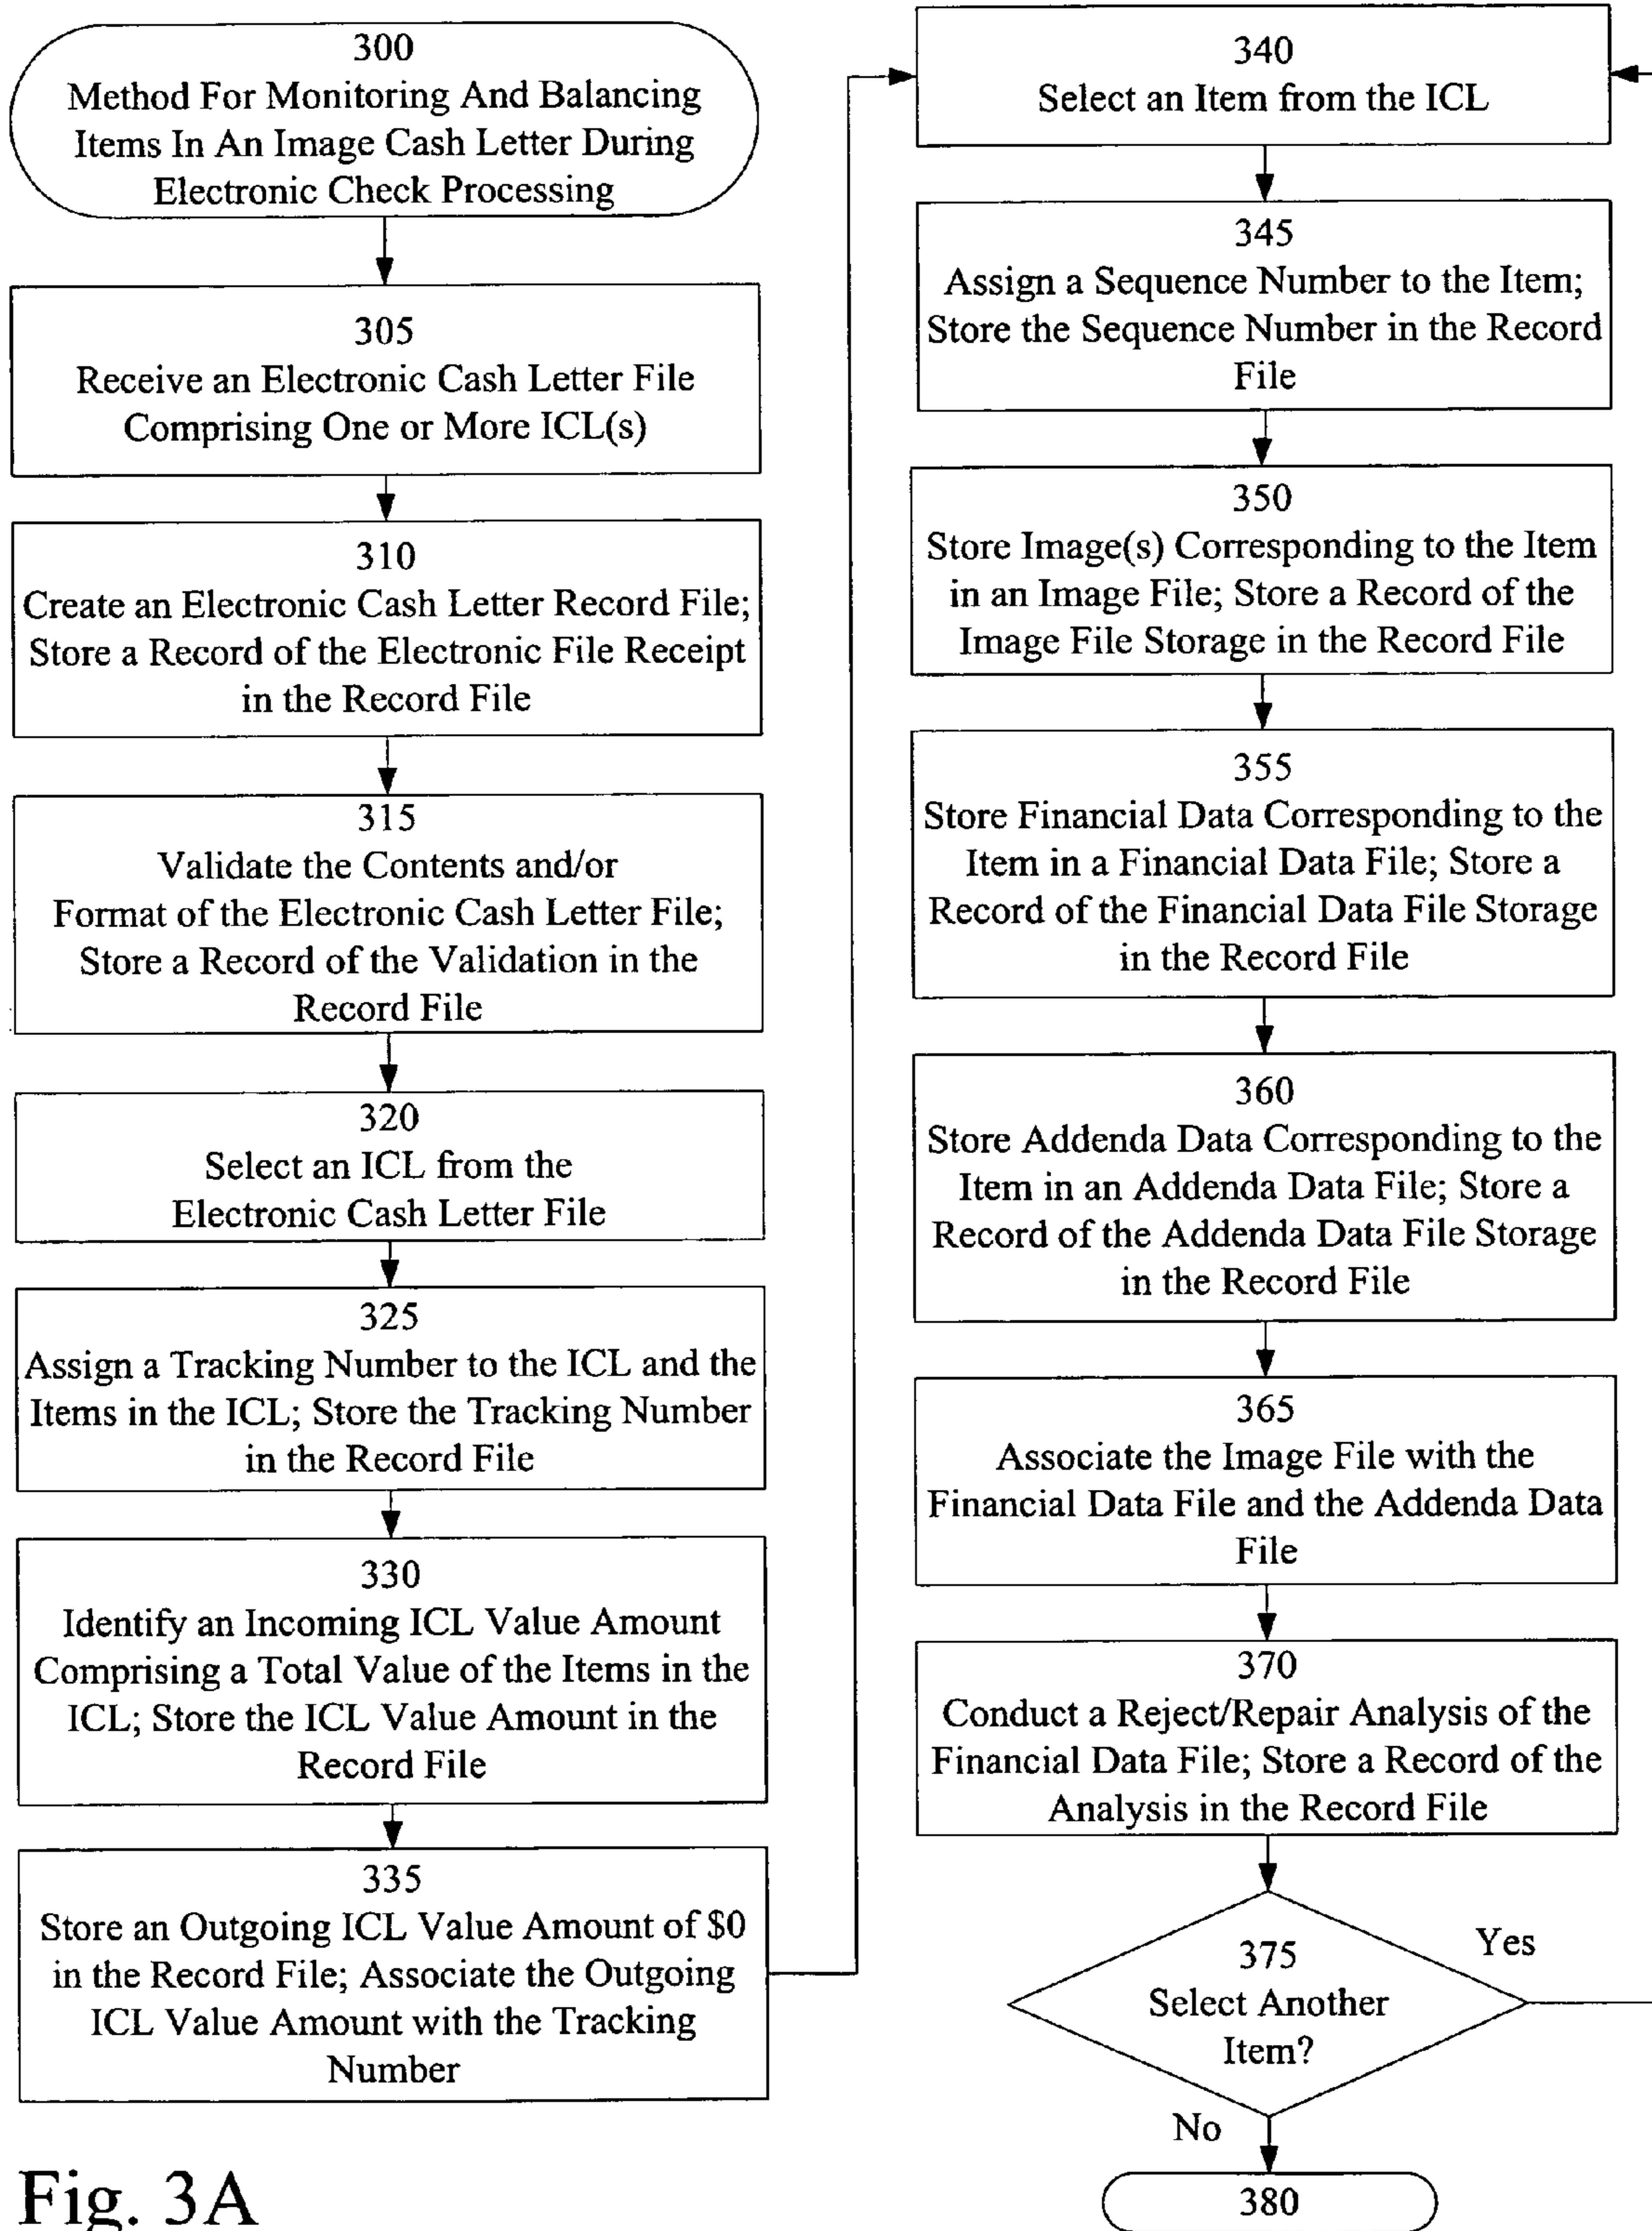 300
Method For Monitoring And Balancing
Items In An Image Cash Letter During
Electronic Check Processing
305
Receive an Electronic Cash Letter File
Comprising One or More ICL(s)
310
Create an Electronic Cash Letter Record File;
Store a Record of the Electronic File Receipt
in the Record File
315
Validate the Contents and/or
Format of the Electronic Cash Letter File;
Store a Record of the Validation in the
Record File
320
Select an ICL from the
Electronic Cash Letter File
325
Assign a Tracking Number to the ICL and the
Items in the ICL; Store the Tracking Number
in the Record File
330
Identify an Incoming ICL Value Amount
Comprising a Total Value of the Items in the
ICL; Store the ICL Value Amount in the
Record File
335
Store an Outgoing ICL Value Amount of $0
in the Record File; Associate the Outgoing
ICL Value Amount with the Tracking
Number
340
Select an Item from the ICL
345
Assign a Sequence Number to the Item;
Store the Sequence Number in the Record
File
350
Store Image(s) Corresponding to the Item
in an Image File; Store a Record of the
Image File Storage in the Record File
355
Store Financial Data Corresponding to the
Item in a Financial Data File; Store a
Record of the Financial Data File Storage
in the Record File
360
Store Addenda Data Corresponding to the
Item in an Addenda Data File; Store a
Record of the Addenda Data File Storage
in the Record File
365
Associate the Image File with the
Financial Data File and the Addenda Data
File
370
Conduct a Reject/Repair Analysis of the
Financial Data File; Store a Record of the
Analysis in the Record File
375
Select Another
Item?
Yes
No
380
Fig. 3A